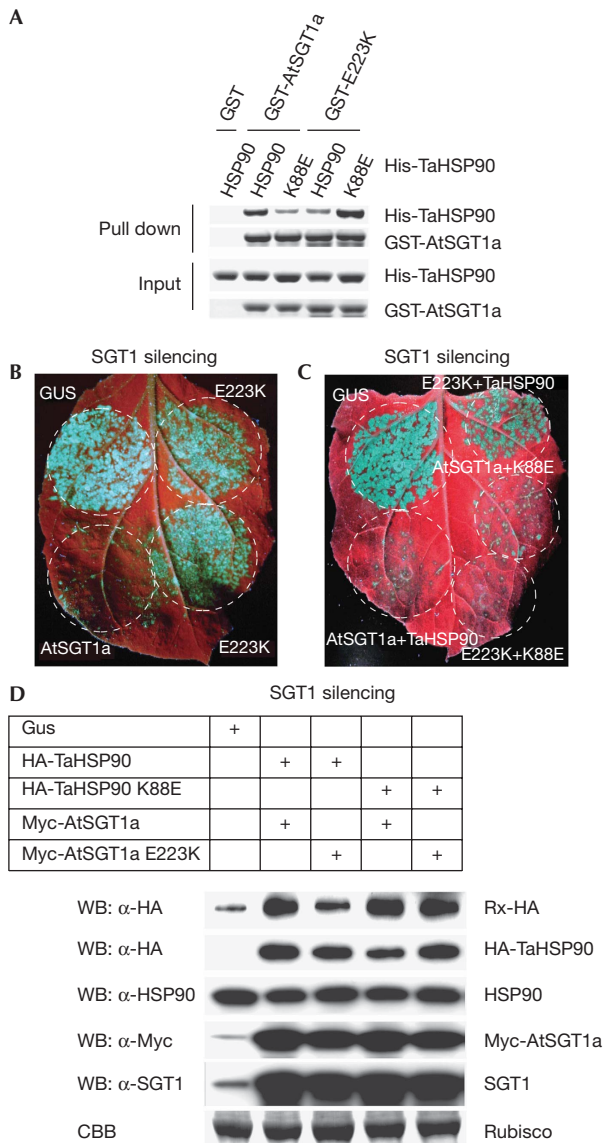 A
GST
GST-AtSGT1a
GST-E223K
HSP90
HSP90
K88E
HSP90
K88E
His-TaHSP90
Pull down
His-TaHSP90
GST-AtSGT1a
Input
His-TaHSP90
GST-AtSGT1a
SGT1 silencing
B
GUS
E223K
AtSGT1a
E223K
SGT1 silencing
C
GUS
E223K+TaHSP90
AtSGT1a+K88E
AtSGT1a+TaHSP90
E223K+K88E
D
SGT1 silencing
Gus +
HA-TaHSP90 + +
HA-TaHSP90 K88E + +
Myc-AtSGT1a + +
Myc-AtSGT1a E223K + +
WB: α-HA Rx-HA
WB: α-HA HA-TaHSP90
WB: α-HSP90 HSP90
WB: α-Myc Myc-AtSGT1a
WB: α-SGT1 SGT1
CBB Rubisco